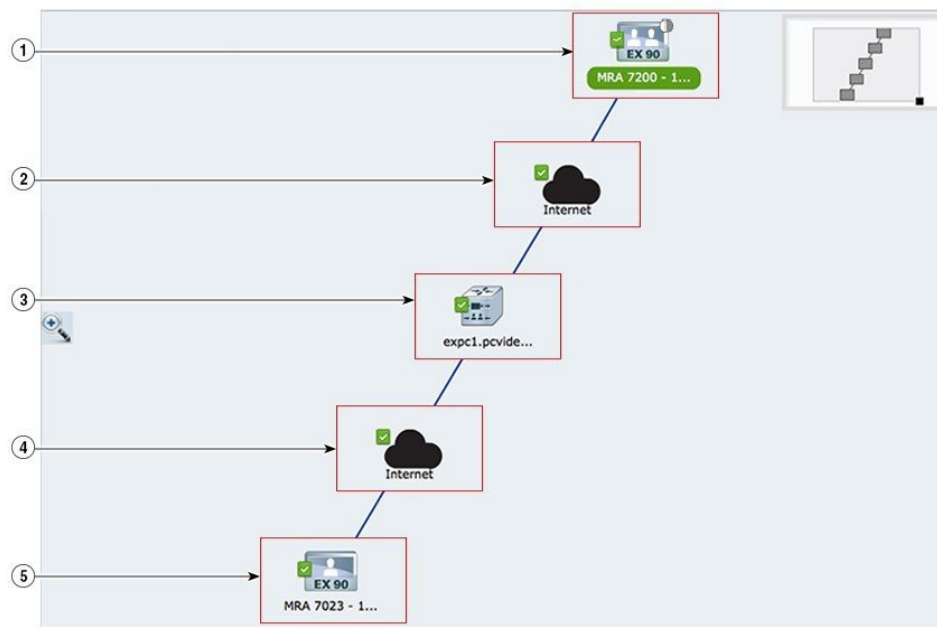 1
EX 90
MRA 7200 - 1...
2
Internet
3
expc1.pcvide...
4
Internet
5
EX 90
MRA 7023 - 1...